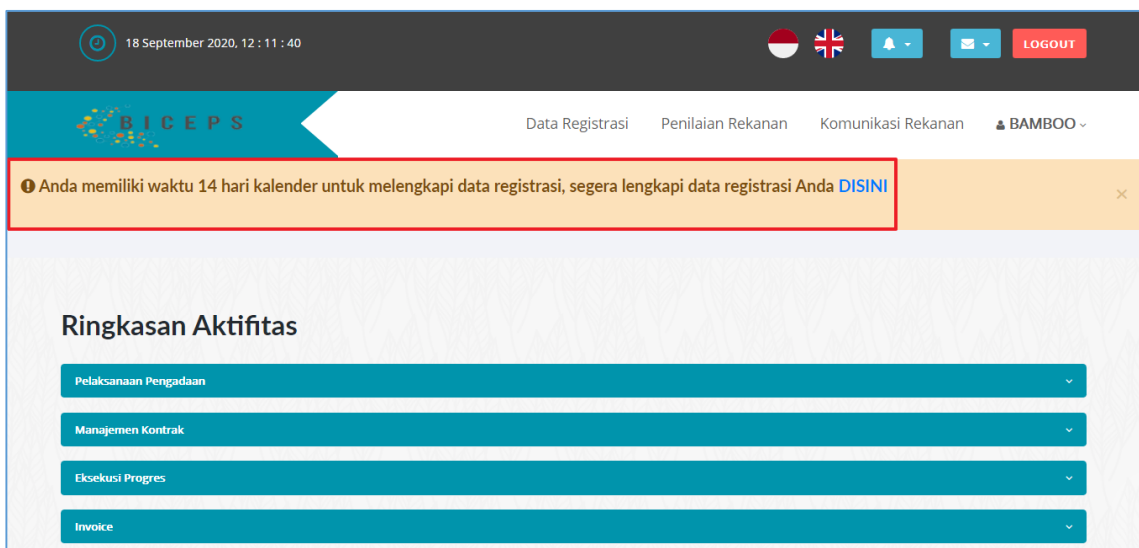 18 September 2020, 12 : 11 : 40
LOGOUT
BICEPS
Data Registrasi Penilaian Rekanan Komunikasi Rekanan BAMBOO
Anda memiliki waktu 14 hari kalender untuk melengkapi data registrasi, segera lengkapi data registrasi Anda DISINI
Ringkasan Aktifitas
Pelaksanaan Pengadaan
Manajemen Kontrak
Eksekusi Progres
Invoice